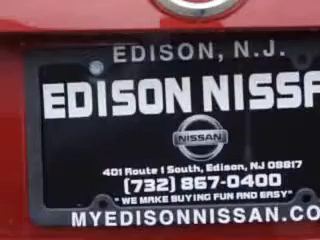 EDISON, N.J.
EDISON NISSA
NISSAN
401 Route 1 South, Edison, NJ 08817
(732) 867-0400
"WE MAKE BUYING FUN AND EASY"
MYEDISONNISSAN.CO